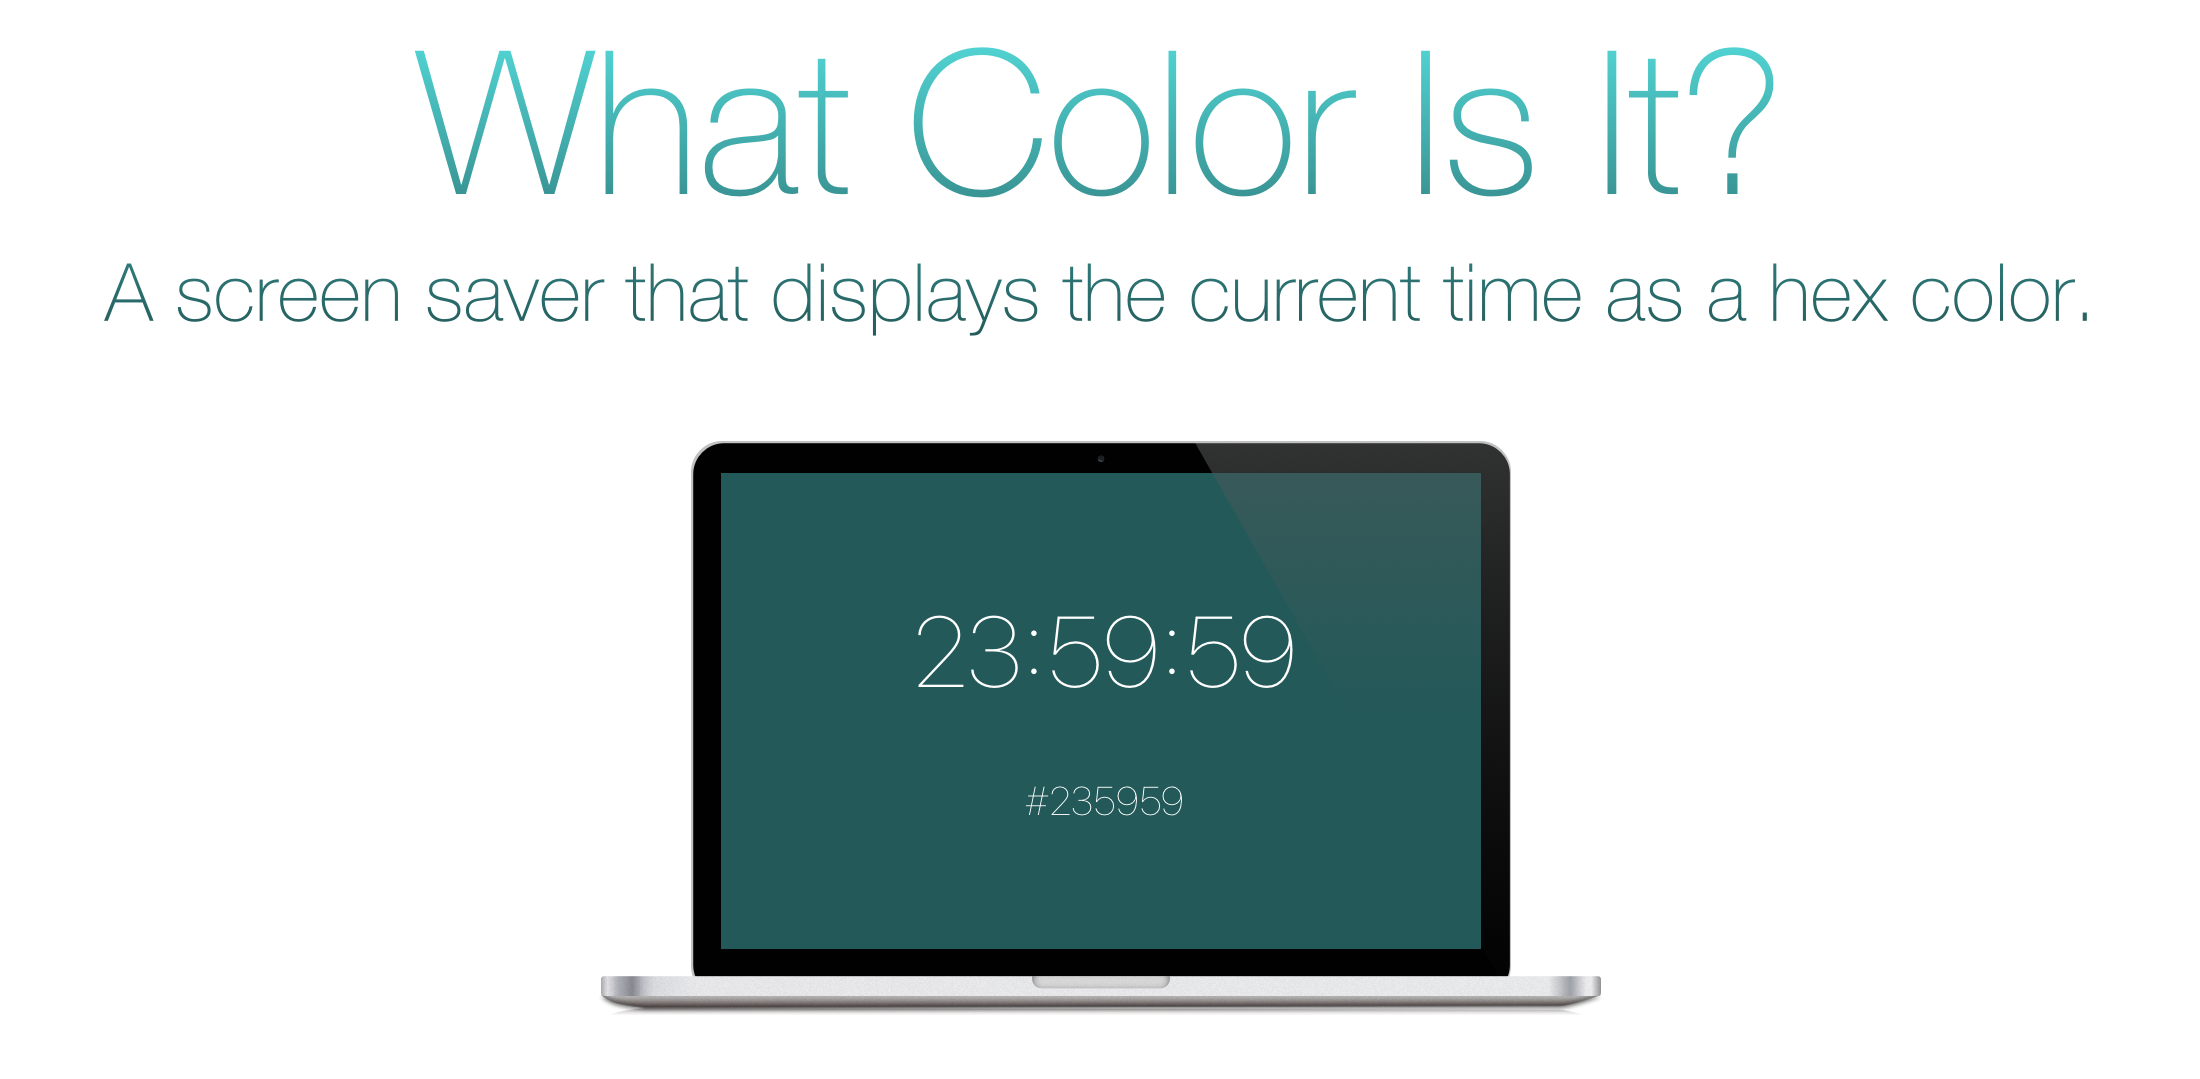 What Color Is It?
A screen saver that displays the current time as a hex color.
23:59:59
#235959